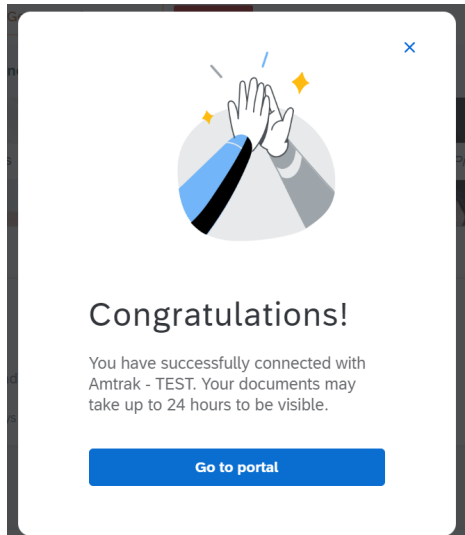 Congratulations!
You have successfully connected with
Amtrak - TEST. Your documents may
take up to 24 hours to be visible.
Go to portal